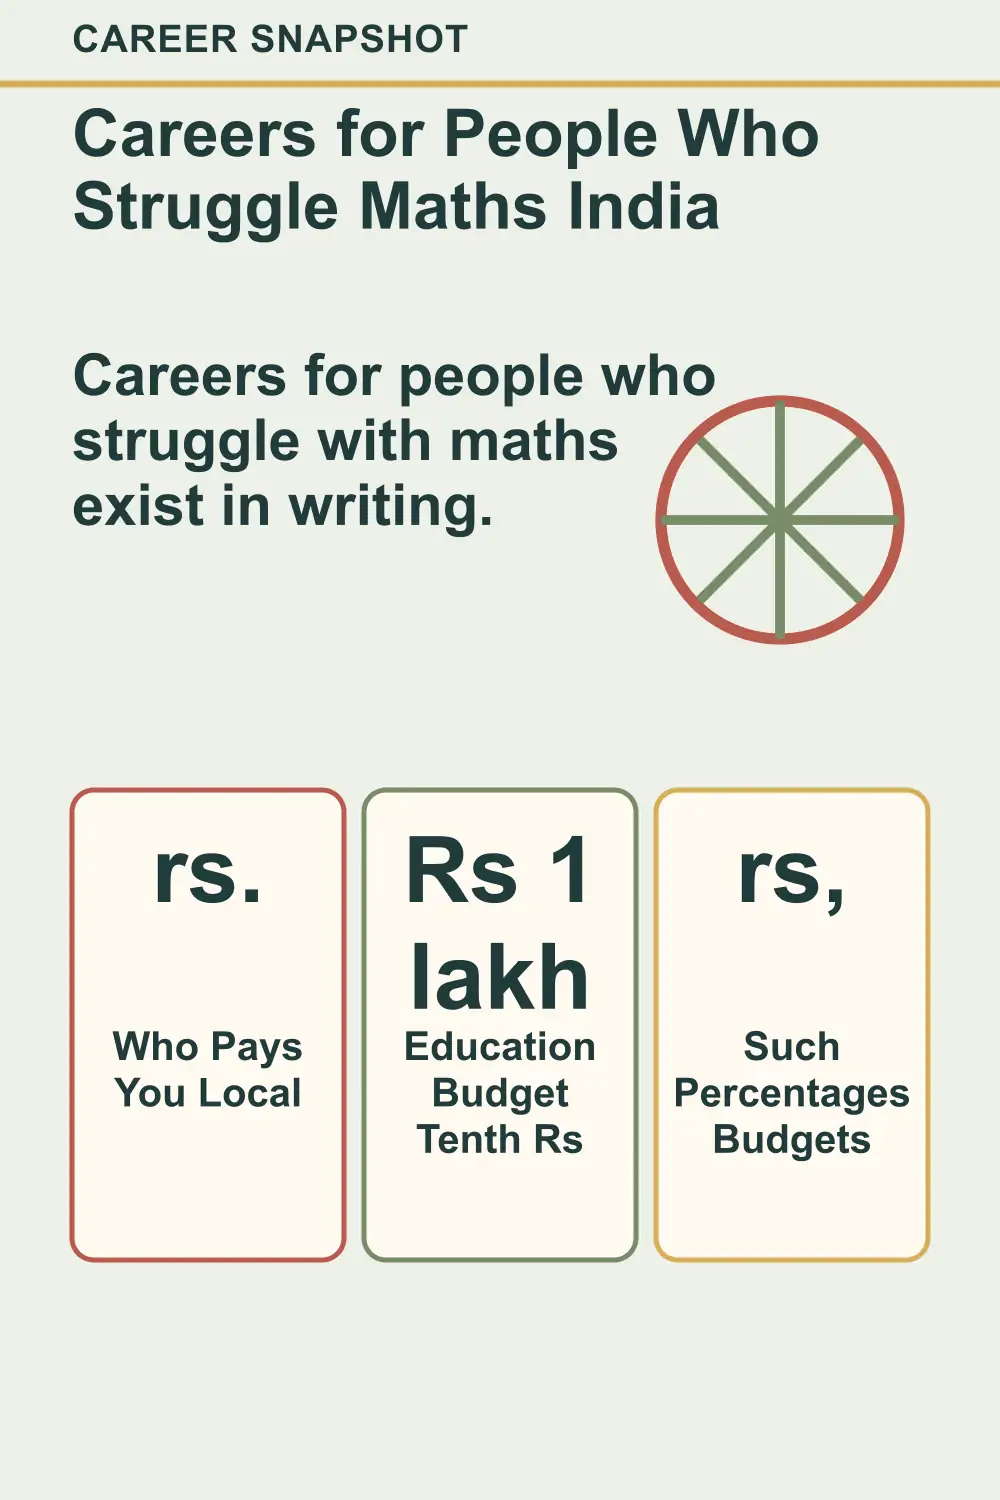 CAREER SNAPSHOT
Careers for People Who
Struggle Maths India
Careers for people who
struggle with maths
exist in writing.
rs.
Who Pays
You Local
Rs 1
lakh
Education
Budget
Tenth Rs
rs,
Such
Percentages
Budgets